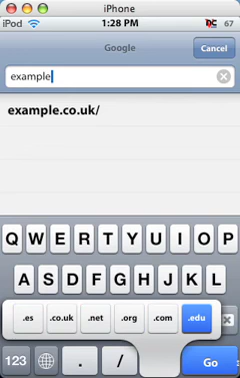 iPhone
iPod 1:28 PM 67
Google Cancel
example
example.co.uk/
Q W E R T Y U I O P
A S D F G H J K L
.es .co.uk .net .org .com .edu
123 . / Go